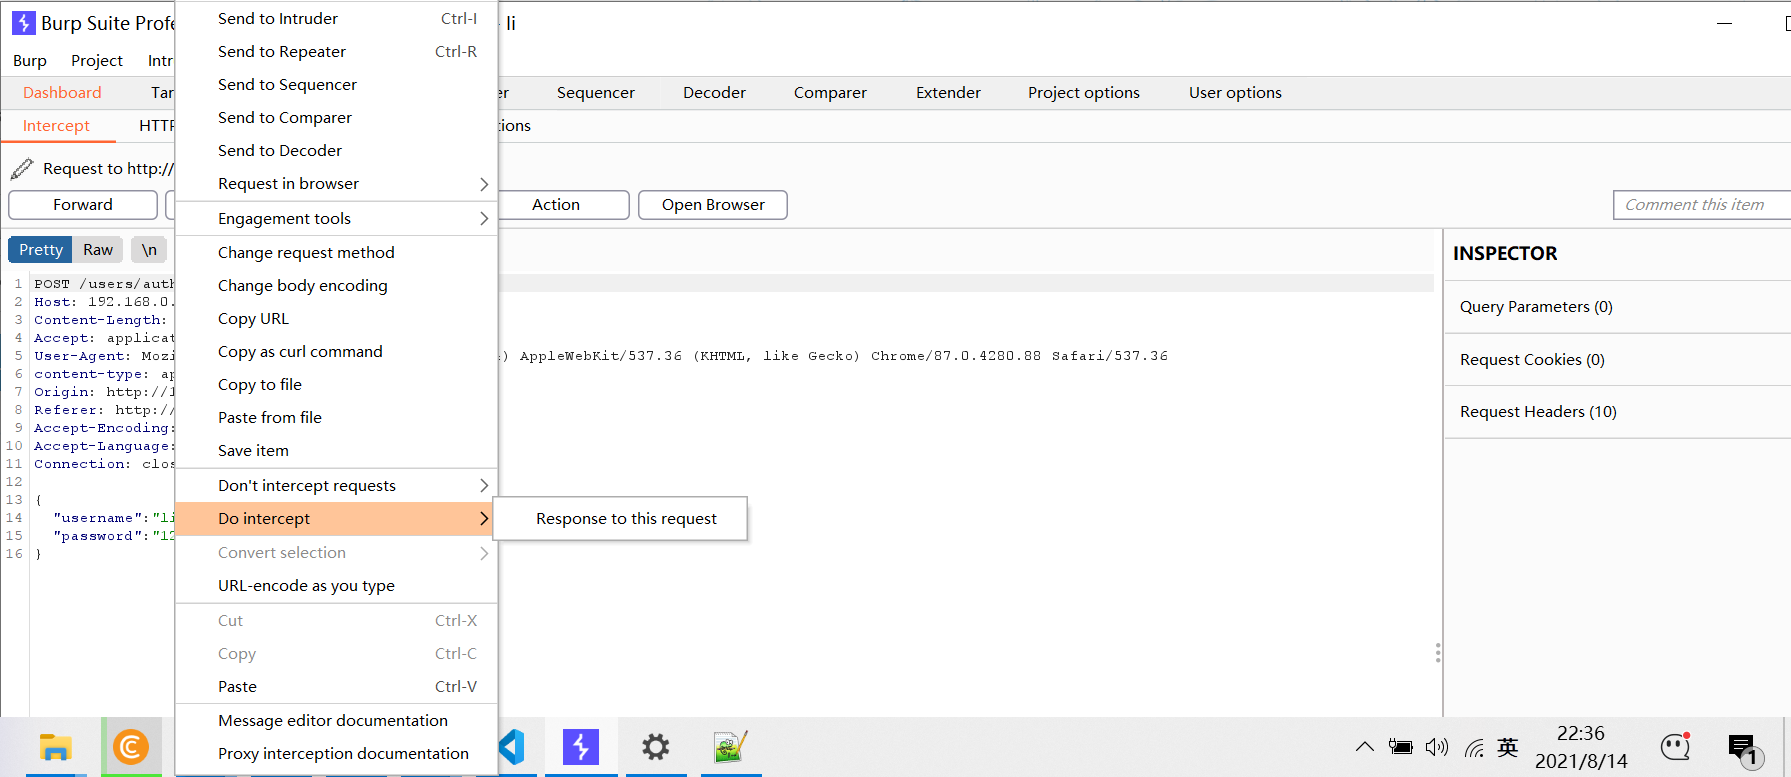 Burp Suite Profe
- li
Burp Project Intr
Dashboard Tar er Sequencer Decoder Comparer Extender Project options User options
Intercept HTTP tions
Request to http://
Forward Action Open Browser Comment this item
Pretty Raw \n
1 POST /users/auth
2 Host: 192.168.0.
3 Content-Length:
4 Accept: applicat
5 User-Agent: Mozi ) AppleWebKit/537.36 (KHTML, like Gecko) Chrome/87.0.4280.88 Safari/537.36
6 content-type: ap
7 Origin: http://1
8 Referer: http://
9 Accept-Encoding:
10 Accept-Language:
11 Connection: clos
12
13 {
14 "username":"li
15 "password":"12
16 }
Send to Intruder Ctrl-I
Send to Repeater Ctrl-R
Send to Sequencer
Send to Comparer
Send to Decoder
Request in browser
Engagement tools
Change request method
Change body encoding
Copy URL
Copy as curl command
Copy to file
Paste from file
Save item
Don't intercept requests
Do intercept
Response to this request
Convert selection
URL-encode as you type
Cut Ctrl-X
Copy Ctrl-C
Paste Ctrl-V
Message editor documentation
Proxy interception documentation
INSPECTOR
Query Parameters (0)
Request Cookies (0)
Request Headers (10)
英
22:36
2021/8/14
1